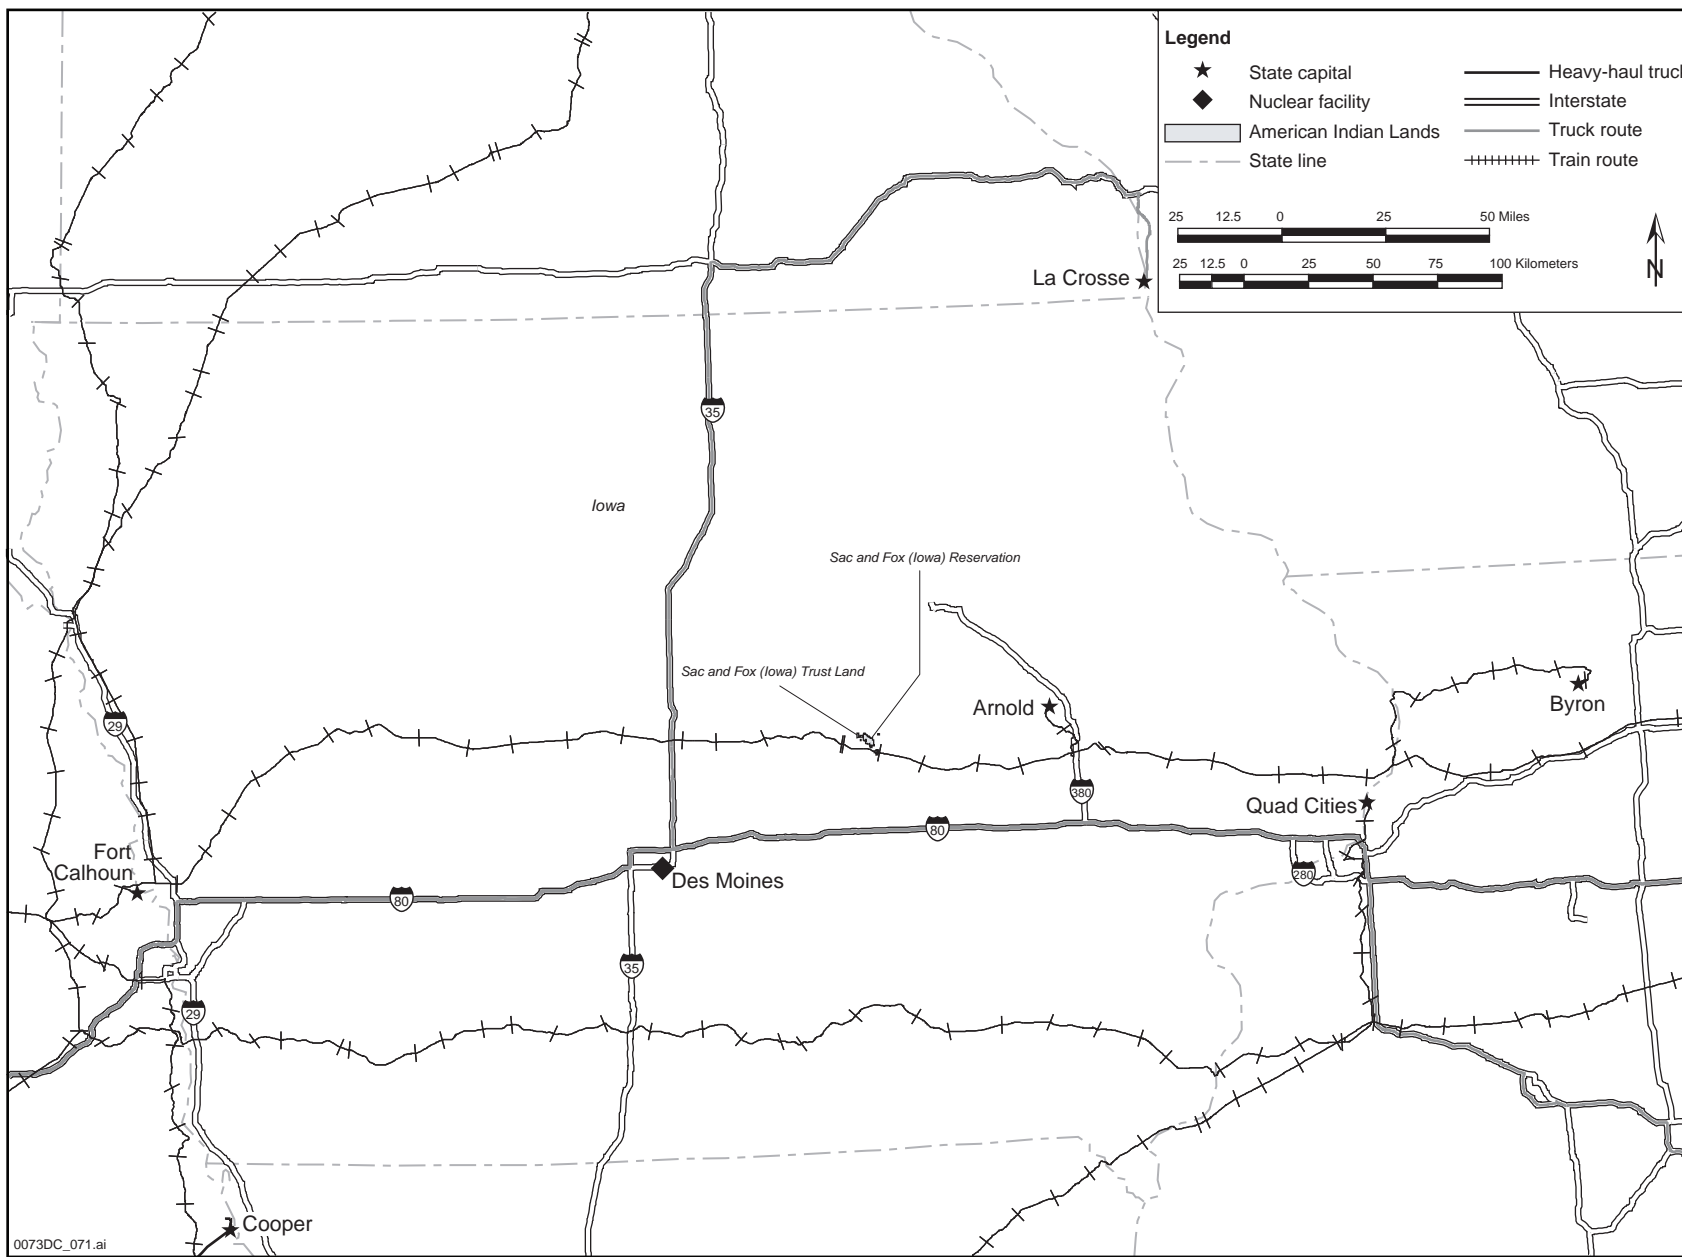 Legend
State capital
Nuclear facility
American Indian Lands
State line
Heavy-haul truck
Interstate
Truck route
Train route
25 12.5 0 25 50 Miles
25 12.5 0 25 50 75 100 Kilometers
N
La Crosse
35
Iowa
Sac and Fox (Iowa) Reservation
Sac and Fox (Iowa) Trust Land
Arnold
Byron
29
380
Quad Cities
80
Fort
Calhoun
Des Moines
280
80
35
29
Cooper
0073DC_071.ai